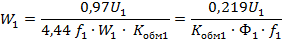 W₁ = 0,97U₁ / (4,44 f₁ · W₁ · Kобм1) = 0,219U₁ / (Kобм1 · Ф₁ · f₁)